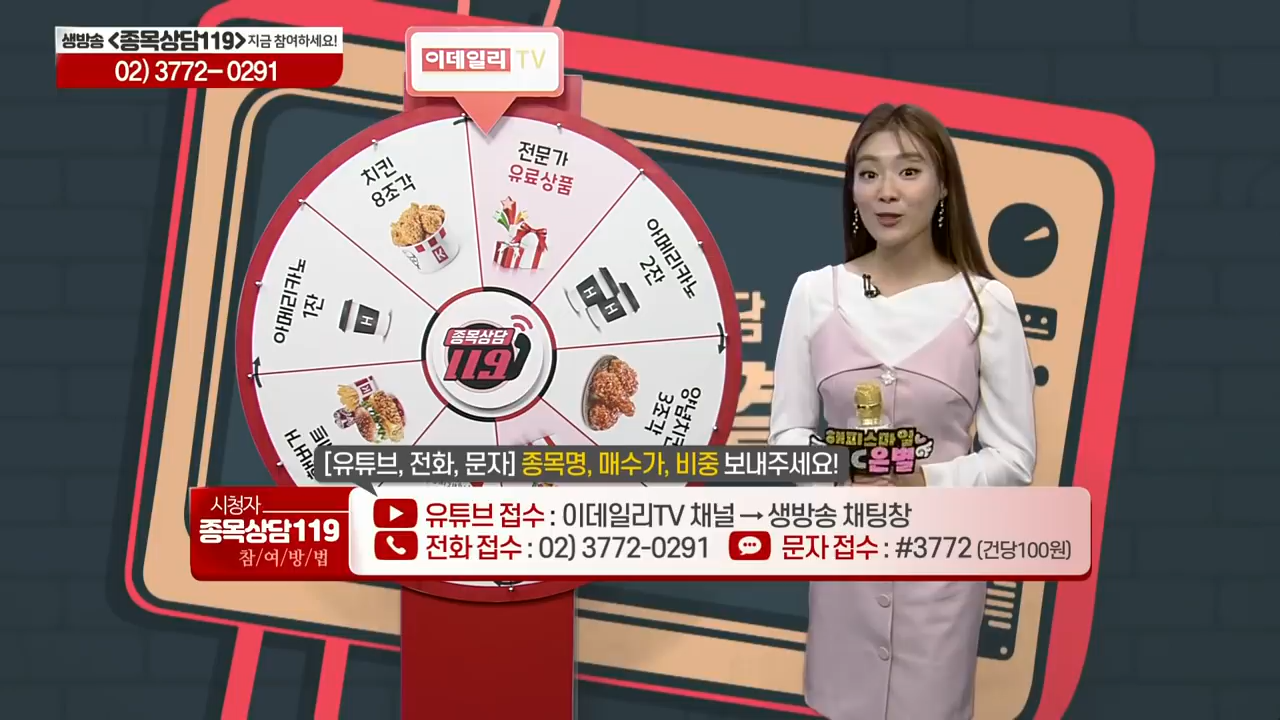 생방송 <종목상담119> 지금 참여하세요!
02) 3772-0291
이데일리 TV
전문가
유료상품
치킨
8조각
아메리카노
2잔
아메리카노
1잔
종목상담
119
3조각
담
해피스마일
은별
[유튜브, 전화, 문자] 종목명, 매수가, 비중 보내주세요!
시청자
종목상담119
참/여/방/법
유튜브 접수 : 이데일리TV 채널 → 생방송 채팅창
전화 접수 : 02) 3772-0291
문자 접수 : #3772 (건당100원)